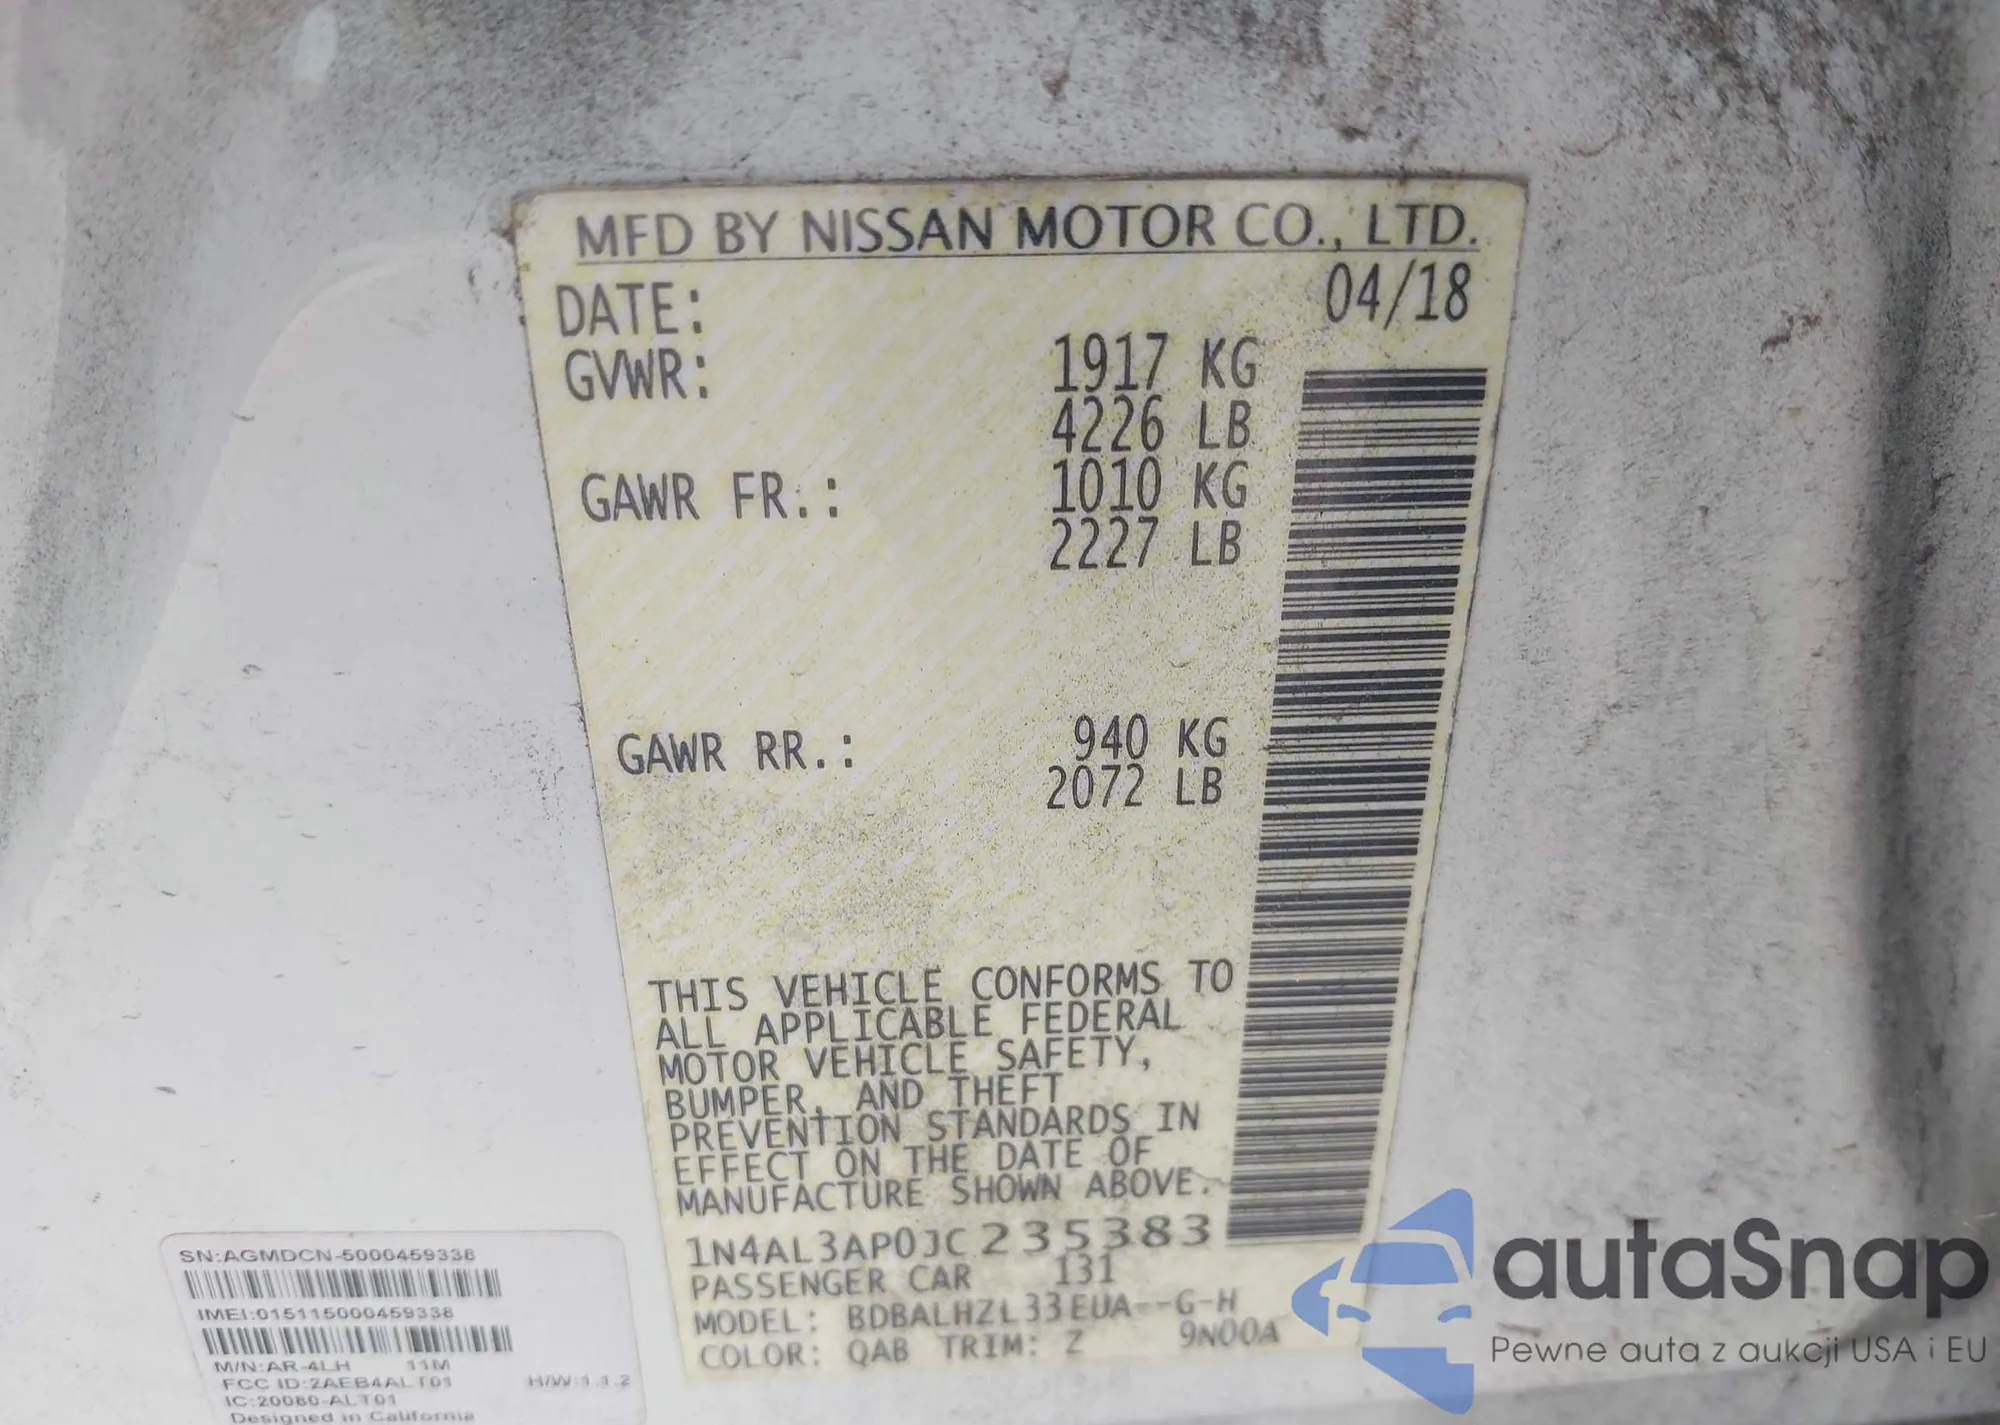 MFD BY NISSAN MOTOR CO., LTD.
DATE: 04/18
GVWR: 1917 KG
4226 LB
GAWR FR.: 1010 KG
2227 LB
GAWR RR.: 940 KG
2072 LB
THIS VEHICLE CONFORMS TO
ALL APPLICABLE FEDERAL
MOTOR VEHICLE SAFETY,
BUMPER, AND THEFT
PREVENTION STANDARDS IN
EFFECT ON THE DATE OF
MANUFACTURE SHOWN ABOVE.
1N4AL3AP0JC235383
PASSENGER CAR 131
MODEL: BDBALHZL33EUA--G-H
COLOR: QAB TRIM: Z 9N00A
SN:AGMDCN-5000459338
IMEI:015115000459338
M/N:AR-4LH 11M
FCC ID:2AEB4ALT01 H/W:1.1.2
IC:20080-ALT01
Designed in California
autaSnap
Pewne auta z aukcji USA i EU